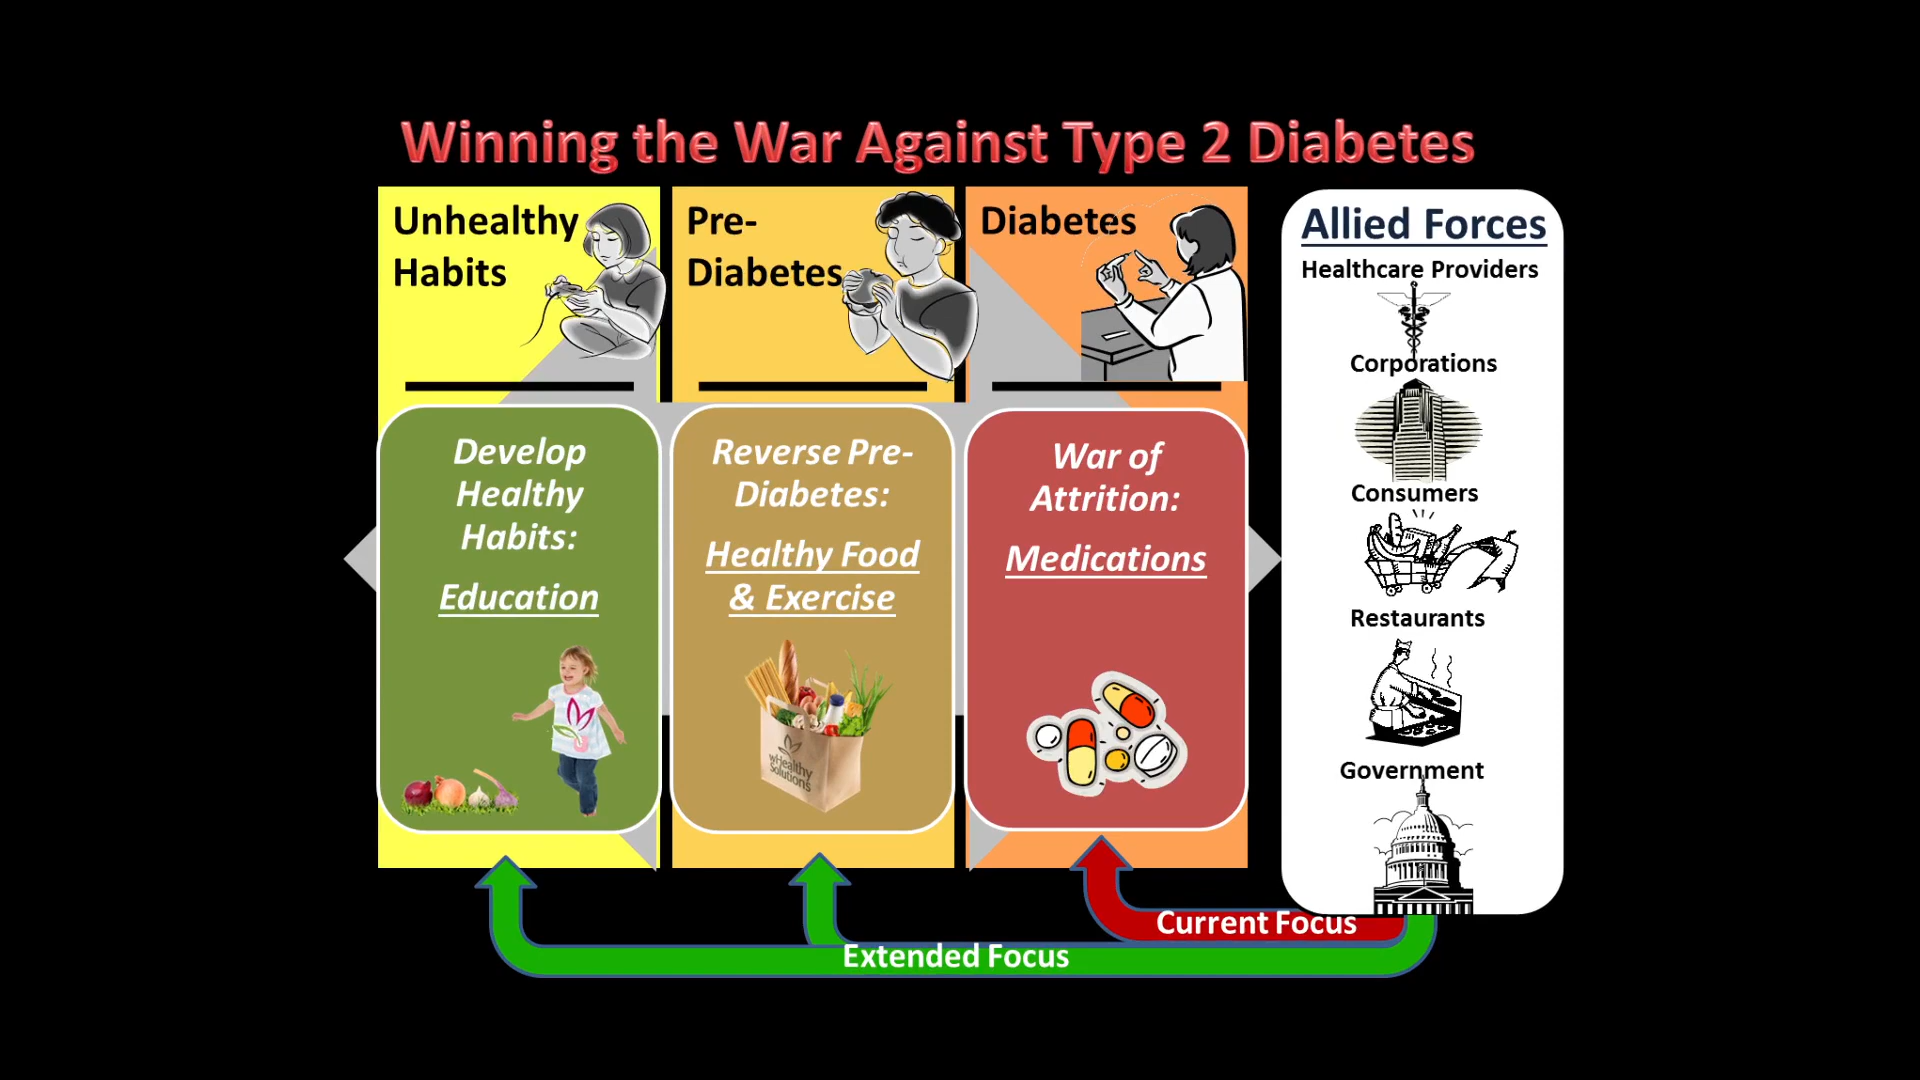 Winning the War Against Type 2 Diabetes
Unhealthy
Habits
Develop
Healthy
Habits:
Education
Pre-
Diabetes
Reverse Pre-
Diabetes:
Healthy Food
& Exercise
wHealthy
Solutions
Diabetes
War of
Attrition:
Medications
Allied Forces
Healthcare Providers
Corporations
Consumers
Restaurants
Government
Current Focus
Extended Focus